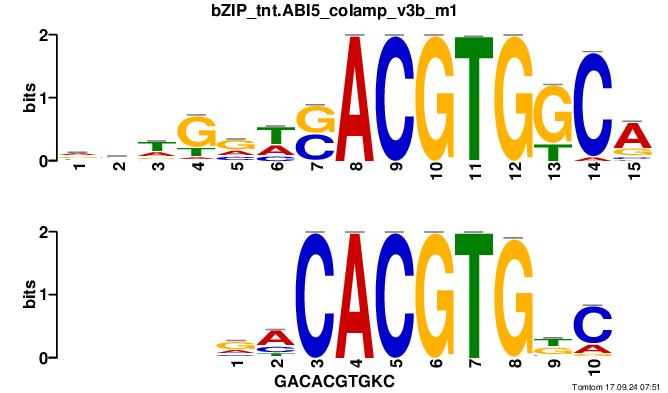 bZIP_tnt.ABI5_colamp_v3b_m1
bits
2
1
0
T G G T G A C G T G G C A
T A A C T G
1 2 3 4 5 6 7 8 9 10 11 12 13 14 15
bits
2
1
0
G A C A C G T G T C
A C G A
1 2 3 4 5 6 7 8 9 10
GACACGTGKC
Tomtom 17.09.24 07:51